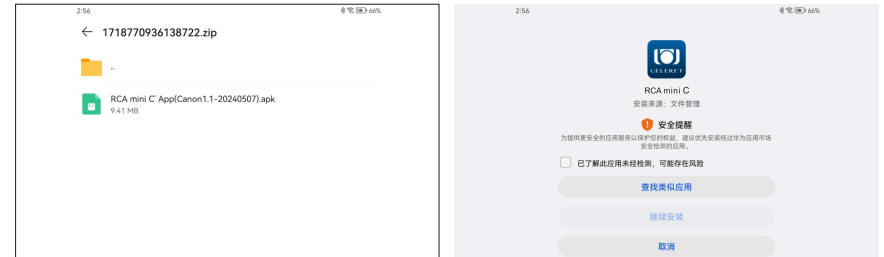 2:56
66%
← 1718770936138722.zip
..
RCA mini C' App(Canon1.1-20240507).apk
9.41 MB
2:56
66%
UELERET
RCA mini C
安装来源：文件管理
安全提醒
为提供更安全的应用服务以保护您的权益，建议优先安装经过华为应用市场
安全检测的应用。
已了解此应用未经检测，可能存在风险
查找类似应用
继续安装
取消